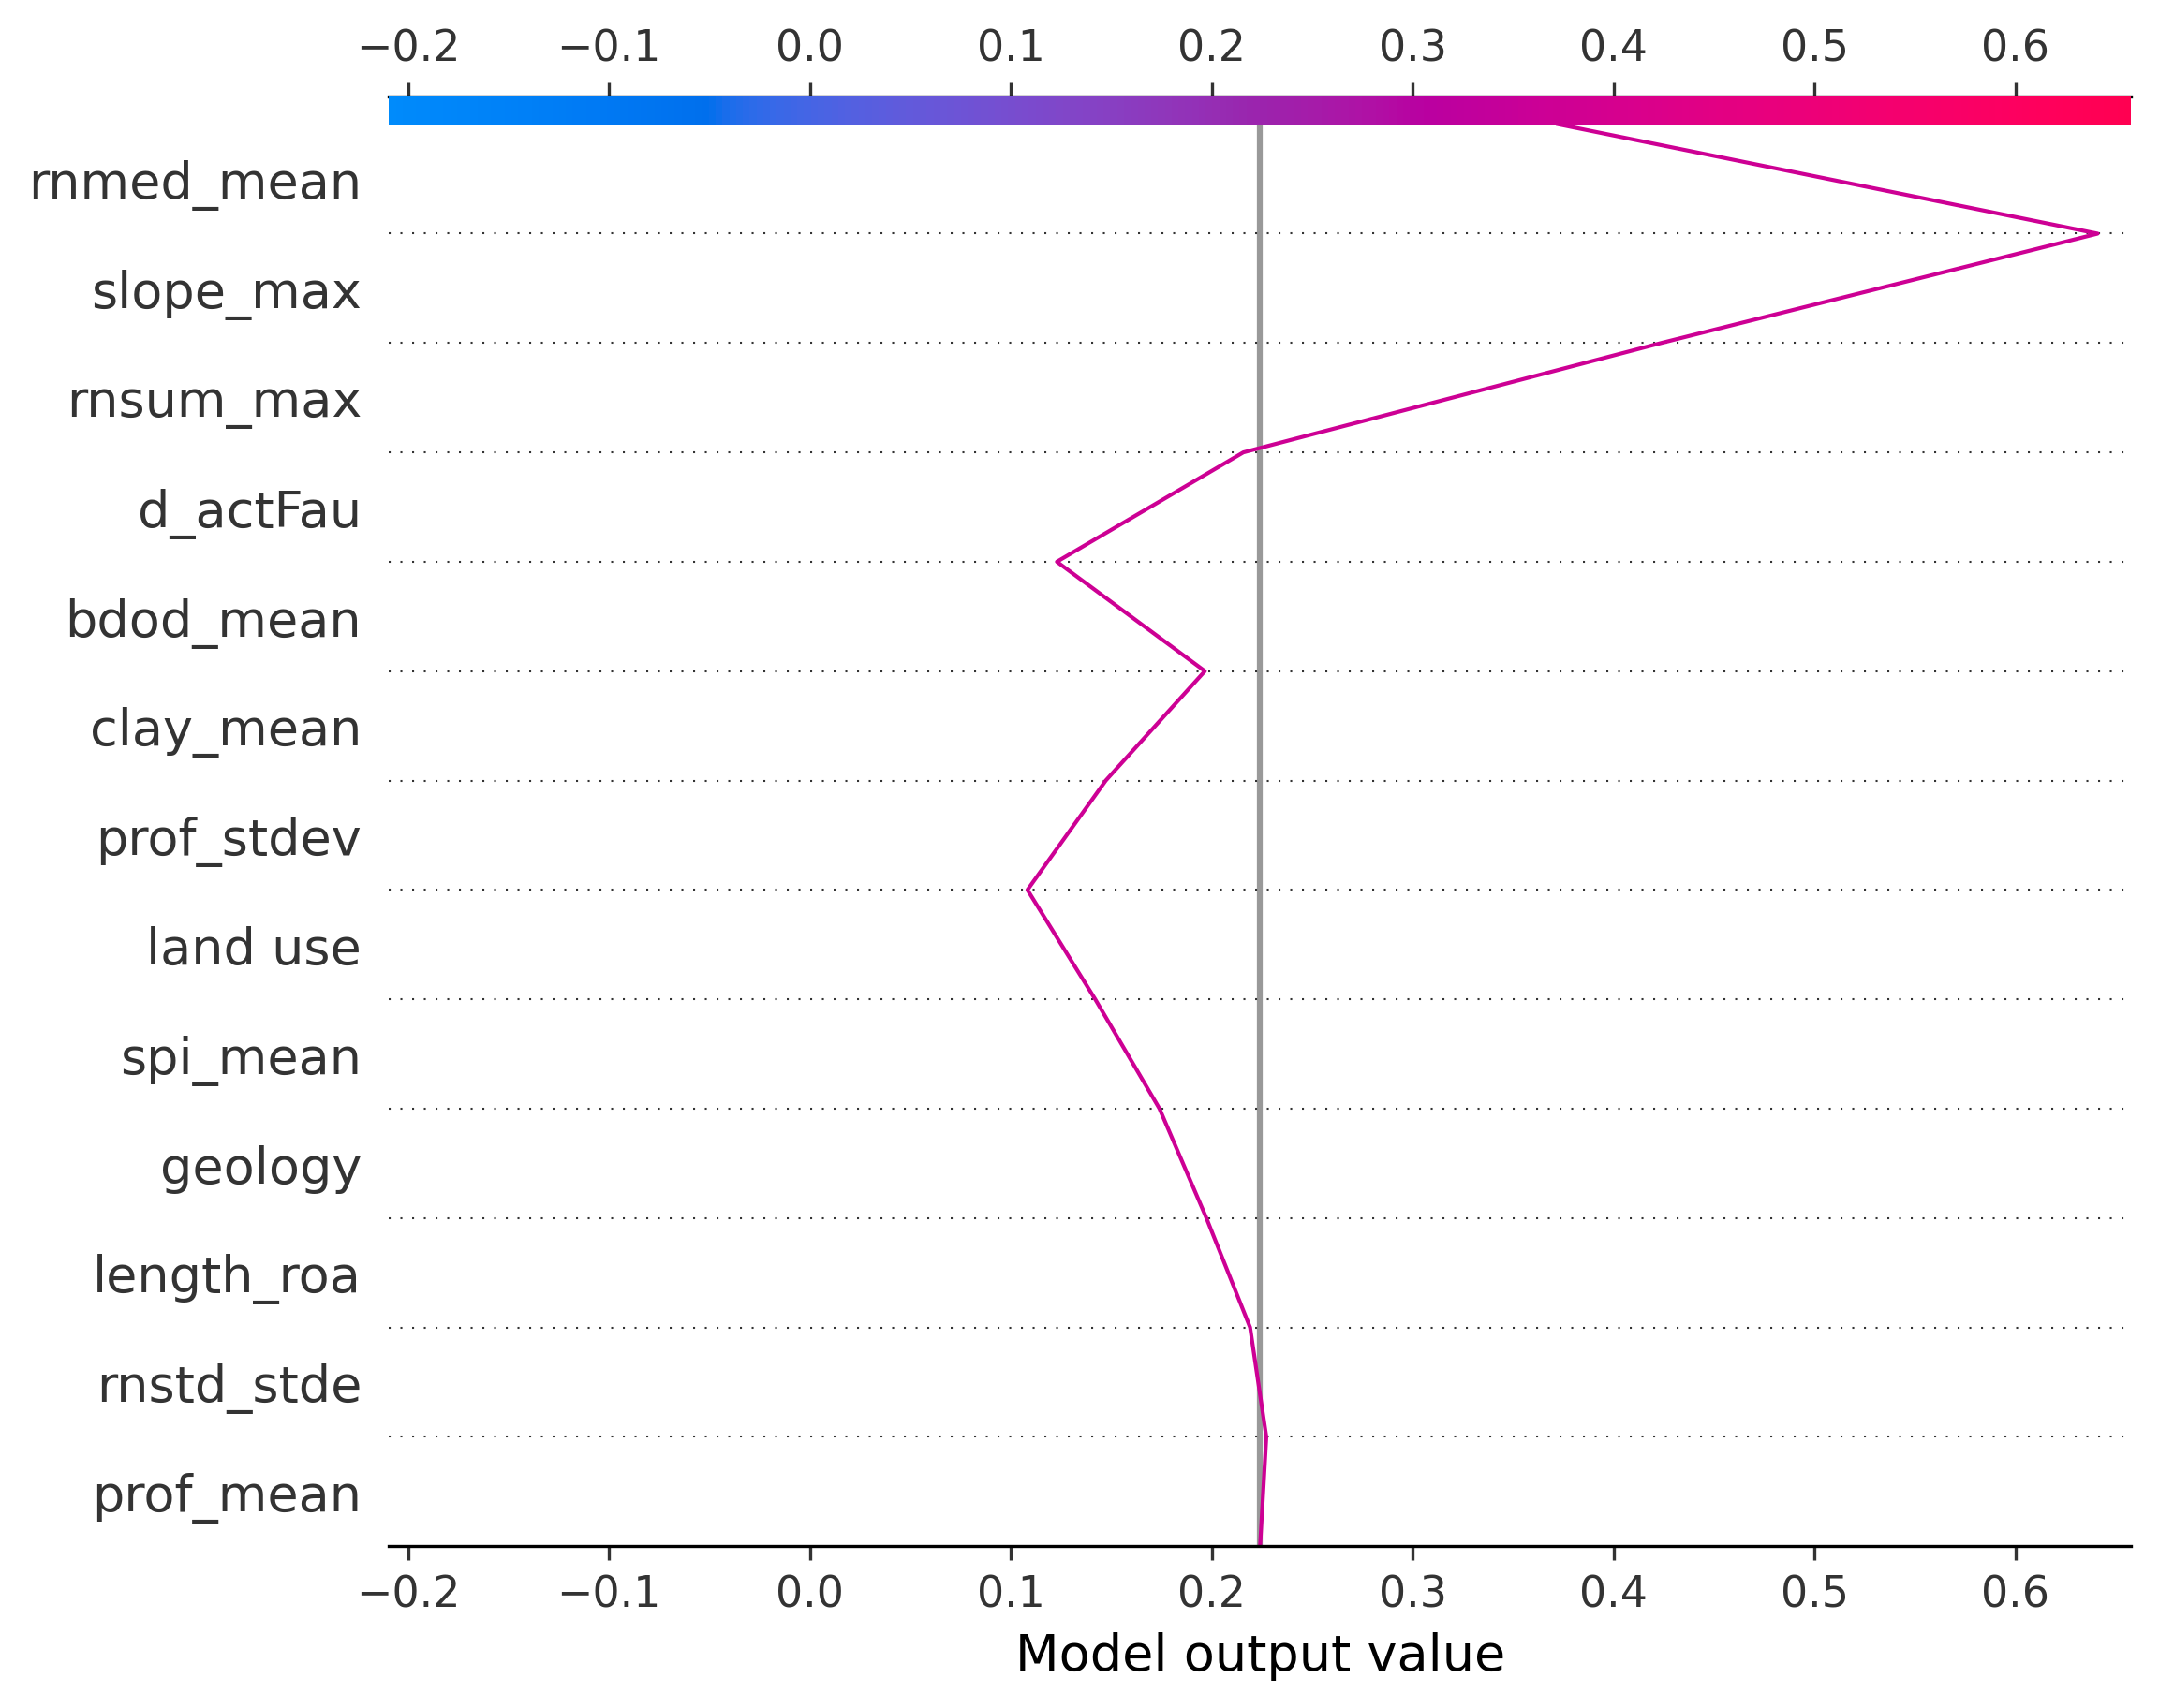 −0.2 −0.1 0.0 0.1 0.2 0.3 0.4 0.5 0.6
rnmed_mean
slope_max
rnsum_max
d_actFau
bdod_mean
clay_mean
prof_stdev
land use
spi_mean
geology
length_roa
rnstd_stde
prof_mean
−0.2 −0.1 0.0 0.1 0.2 0.3 0.4 0.5 0.6
Model output value